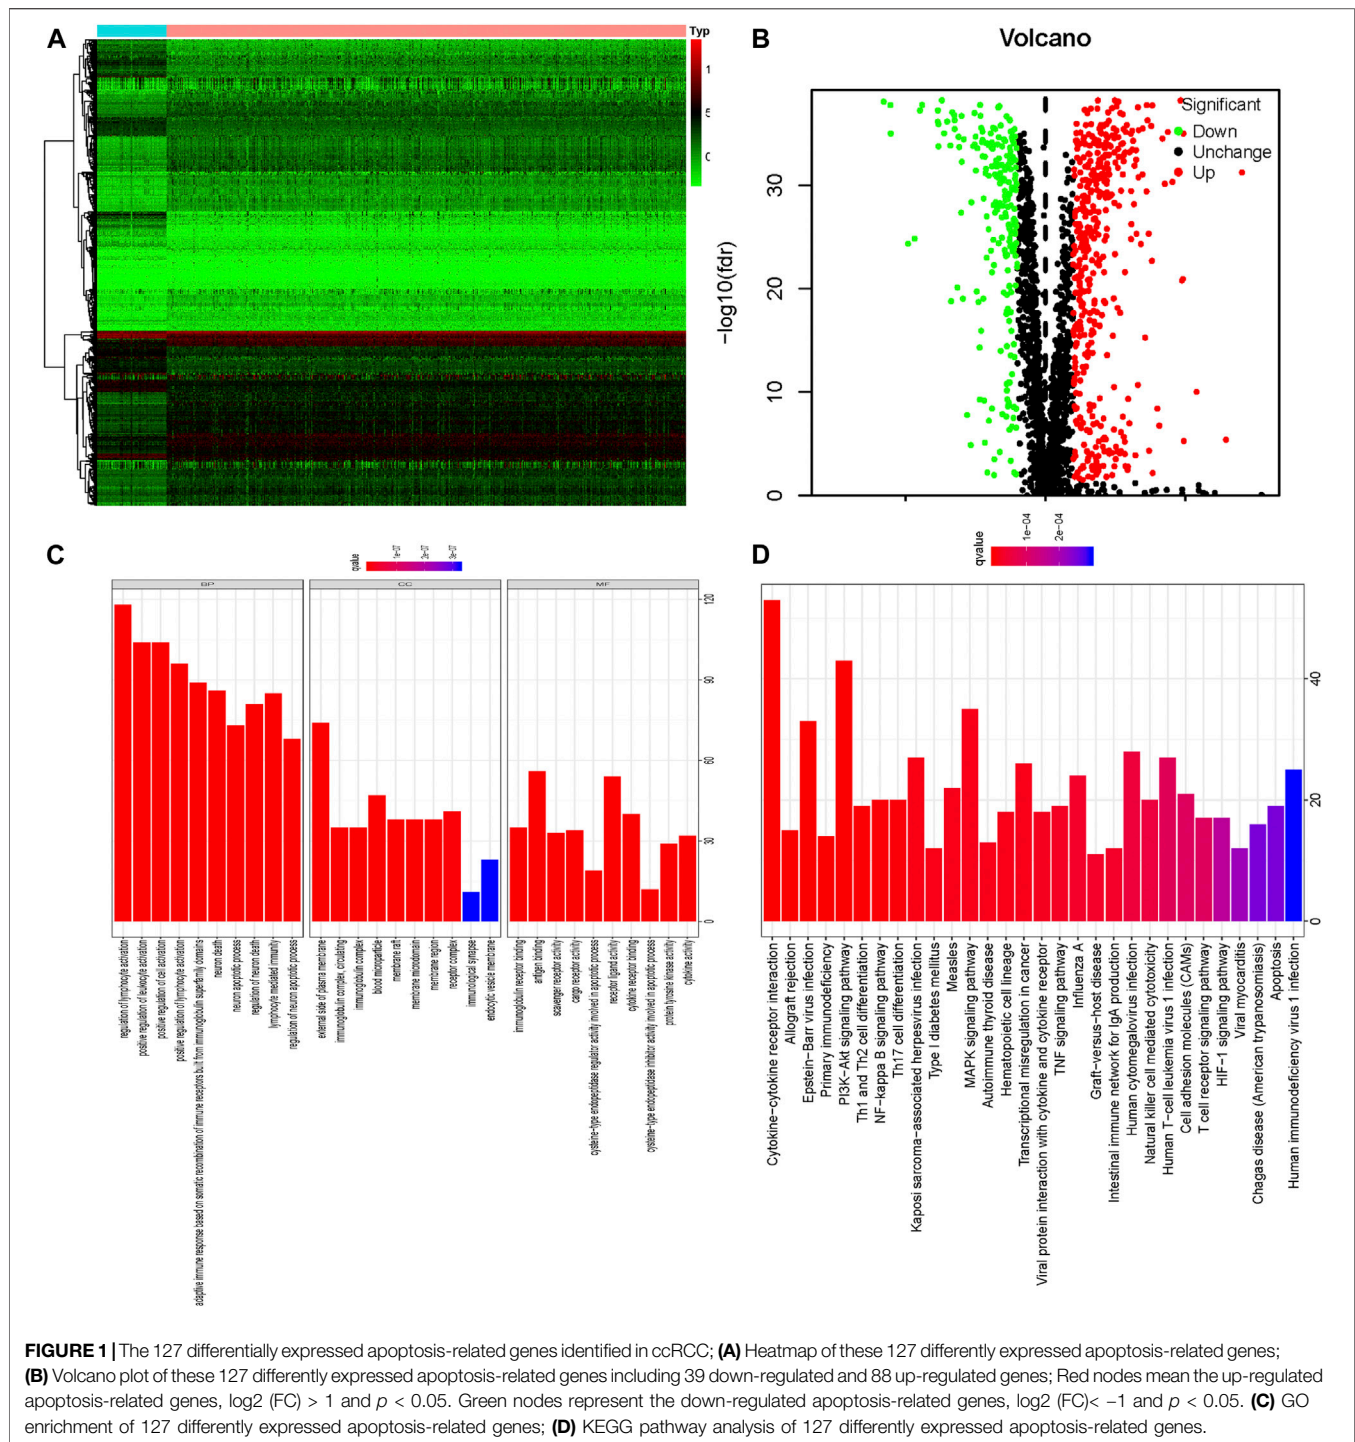 A
Typ
1
5
0
B
Volcano
Significant
Down
Unchange
Up
−log10(fdr)
30
20
10
0
C
qvalue
1e−07
2e−07
3e−07
BP
CC
MF
120
90
60
30
0
regulation of lymphocyte activation
positive regulation of leukocyte activation
positive regulation of cell activation
positive regulation of lymphocyte activation
adaptive immune response based on somatic recombination of immune receptors built from immunoglobulin superfamily domains
neuron death
neuron apoptotic process
regulation of neuron death
lymphocyte mediated immunity
regulation of neuron apoptotic process
external side of plasma membrane
immunoglobulin complex, circulating
immunoglobulin complex
blood microparticle
membrane raft
membrane microdomain
membrane region
receptor complex
immunological synapse
endocytic vesicle membrane
immunoglobulin receptor binding
antigen binding
scavenger receptor activity
cargo receptor activity
cysteine−type endopeptidase regulator activity involved in apoptotic process
receptor ligand activity
cytokine receptor binding
cysteine−type endopeptidase inhibitor activity involved in apoptotic process
protein tyrosine kinase activity
cytokine activity
D
qvalue
1e−04
2e−04
40
20
0
Cytokine−cytokine receptor interaction
Allograft rejection
Epstein−Barr virus infection
Primary immunodeficiency
PI3K−Akt signaling pathway
Th1 and Th2 cell differentiation
NF−kappa B signaling pathway
Th17 cell differentiation
Kaposi sarcoma−associated herpesvirus infection
Type I diabetes mellitus
Measles
MAPK signaling pathway
Autoimmune thyroid disease
Hematopoietic cell lineage
Transcriptional misregulation in cancer
Viral protein interaction with cytokine and cytokine receptor
TNF signaling pathway
Influenza A
Graft−versus−host disease
Intestinal immune network for IgA production
Human cytomegalovirus infection
Natural killer cell mediated cytotoxicity
Human T−cell leukemia virus 1 infection
Cell adhesion molecules (CAMs)
T cell receptor signaling pathway
HIF−1 signaling pathway
Viral myocarditis
Chagas disease (American trypanosomiasis)
Apoptosis
Human immunodeficiency virus 1 infection
FIGURE 1 | The 127 differentially expressed apoptosis-related genes identified in ccRCC; (A) Heatmap of these 127 differently expressed apoptosis-related genes;
(B) Volcano plot of these 127 differently expressed apoptosis-related genes including 39 down-regulated and 88 up-regulated genes; Red nodes mean the up-regulated
apoptosis-related genes, log2 (FC) > 1 and p < 0.05. Green nodes represent the down-regulated apoptosis-related genes, log2 (FC)< −1 and p < 0.05. (C) GO
enrichment of 127 differently expressed apoptosis-related genes; (D) KEGG pathway analysis of 127 differently expressed apoptosis-related genes.